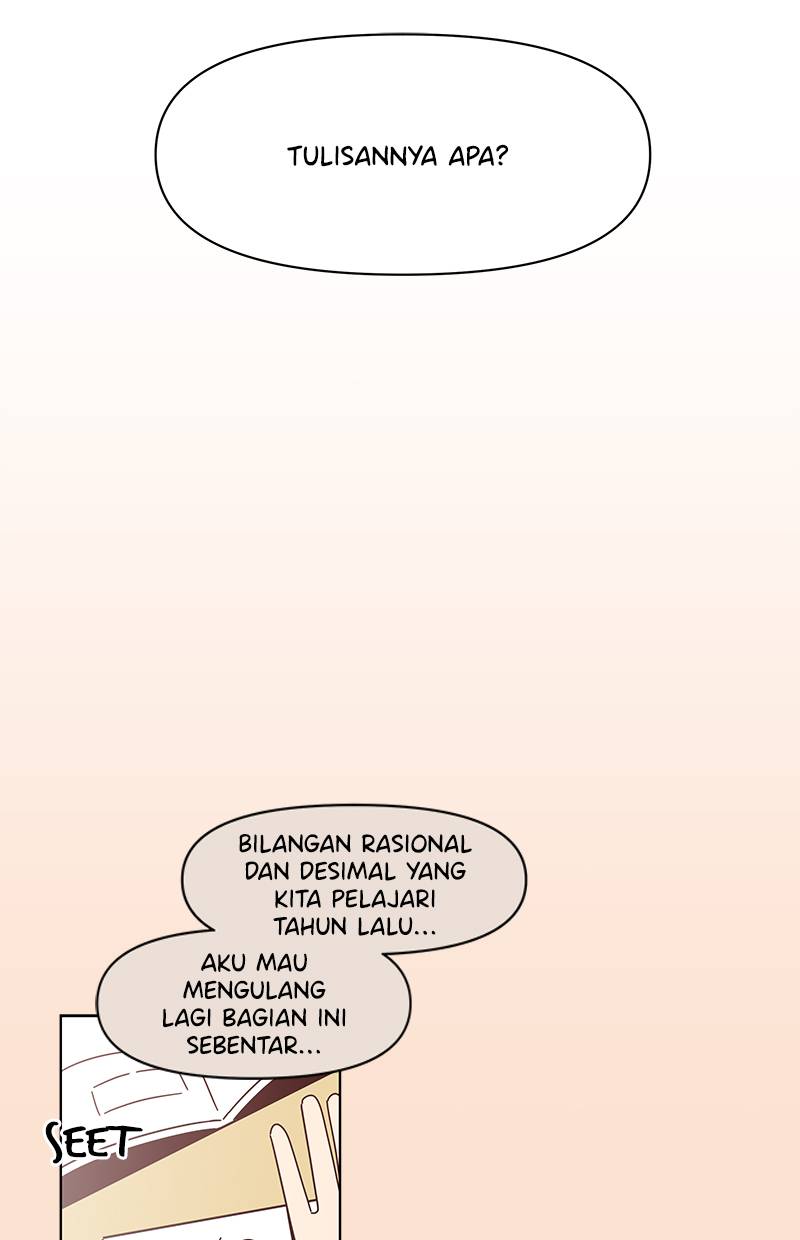 TULISANNYA APA?
BILANGAN RASIONAL
DAN DESIMAL YANG
KITA PELAJARI
TAHUN LALU...
AKU MAU
MENGULANG
LAGI BAGIAN INI
SEBENTAR...
SEET